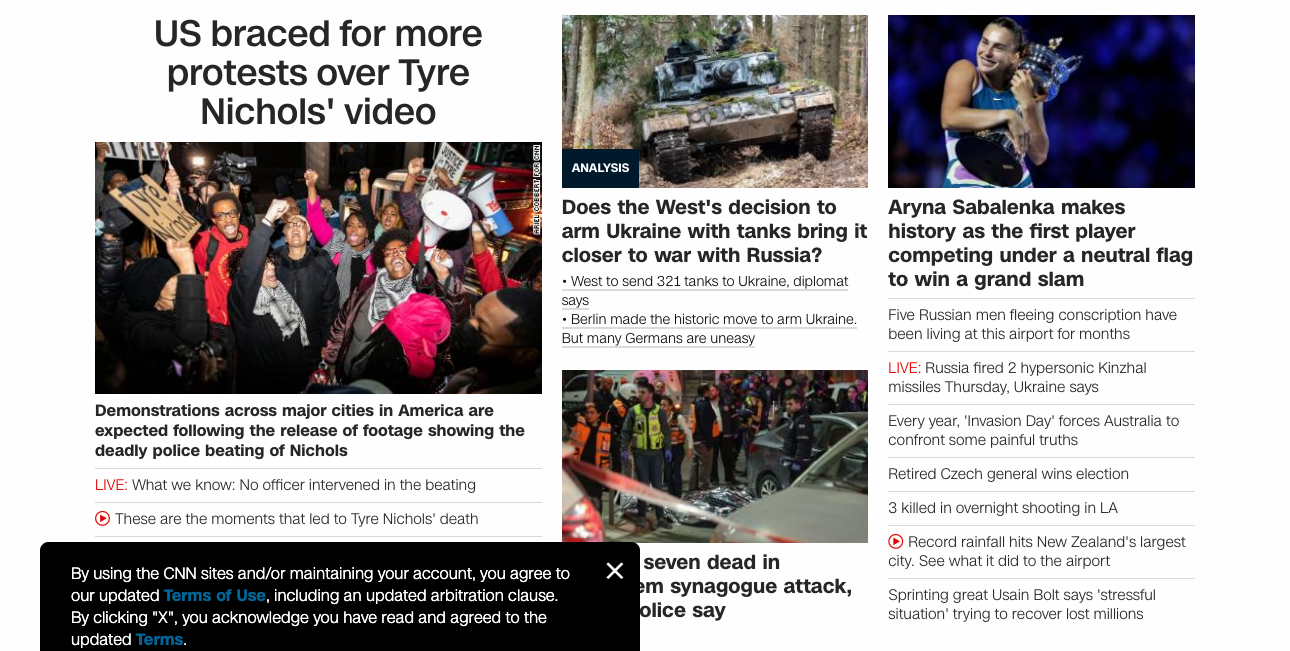 US braced for more
protests over Tyre
Nichols' video
Tyre
Nichols
JUSTICE
ARIEL COBBERT FOR CNN
Demonstrations across major cities in America are
expected following the release of footage showing the
deadly police beating of Nichols
LIVE: What we know: No officer intervened in the beating
These are the moments that led to Tyre Nichols' death
By using the CNN sites and/or maintaining your account, you agree to
our updated Terms of Use, including an updated arbitration clause.
By clicking "X", you acknowledge you have read and agreed to the
updated Terms.
ANALYSIS
Does the West's decision to
arm Ukraine with tanks bring it
closer to war with Russia?
• West to send 321 tanks to Ukraine, diplomat
says
• Berlin made the historic move to arm Ukraine.
But many Germans are uneasy
seven dead in
em synagogue attack,
olice say
Aryna Sabalenka makes
history as the first player
competing under a neutral flag
to win a grand slam
Five Russian men fleeing conscription have
been living at this airport for months
LIVE: Russia fired 2 hypersonic Kinzhal
missiles Thursday, Ukraine says
Every year, 'Invasion Day' forces Australia to
confront some painful truths
Retired Czech general wins election
3 killed in overnight shooting in LA
Record rainfall hits New Zealand's largest
city. See what it did to the airport
Sprinting great Usain Bolt says 'stressful
situation' trying to recover lost millions